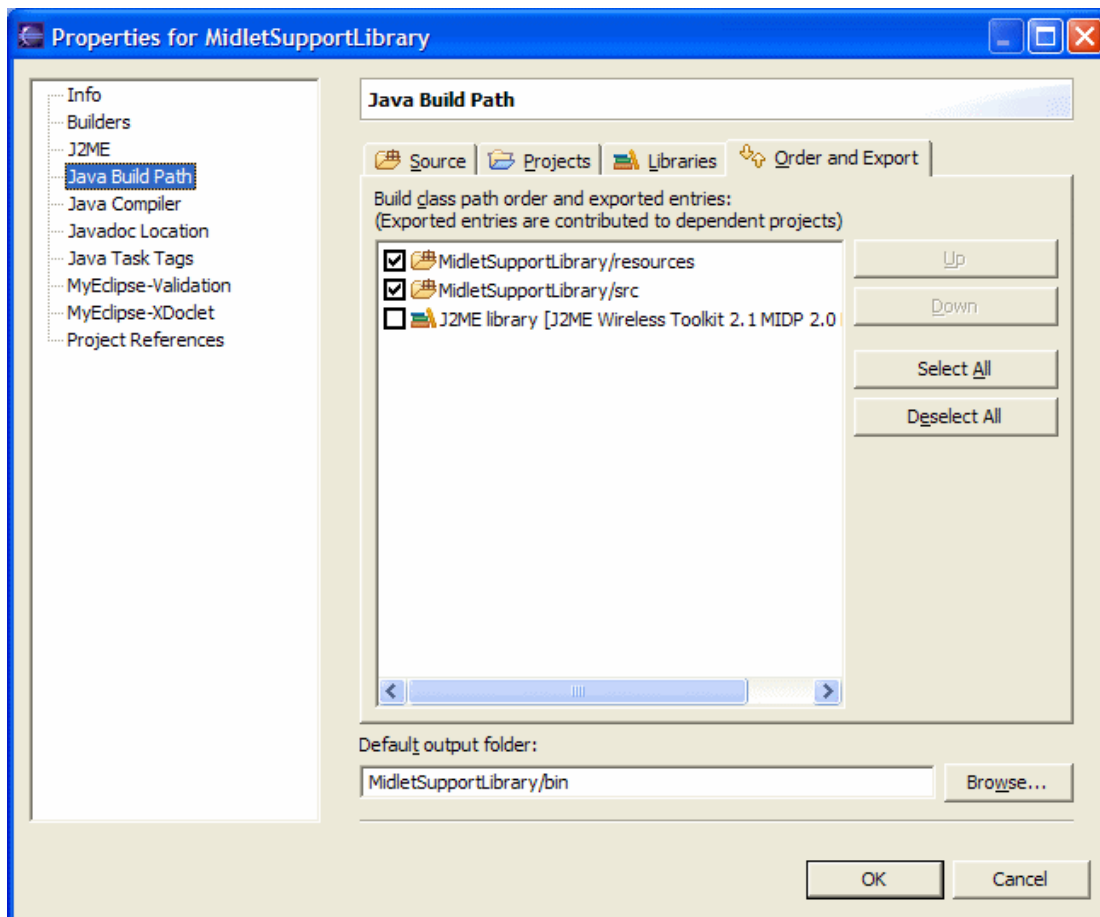 Properties for MidletSupportLibrary
Info
Builders
J2ME
Java Build Path
Java Compiler
Javadoc Location
Java Task Tags
MyEclipse-Validation
MyEclipse-XDoclet
Project References
Java Build Path
Source Projects Libraries Order and Export
Build class path order and exported entries:
(Exported entries are contributed to dependent projects)
MidletSupportLibrary/resources
MidletSupportLibrary/src
J2ME library [J2ME Wireless Toolkit 2.1 MIDP 2.0
Up
Down
Select All
Deselect All
Default output folder:
MidletSupportLibrary/bin
Browse...
OK Cancel